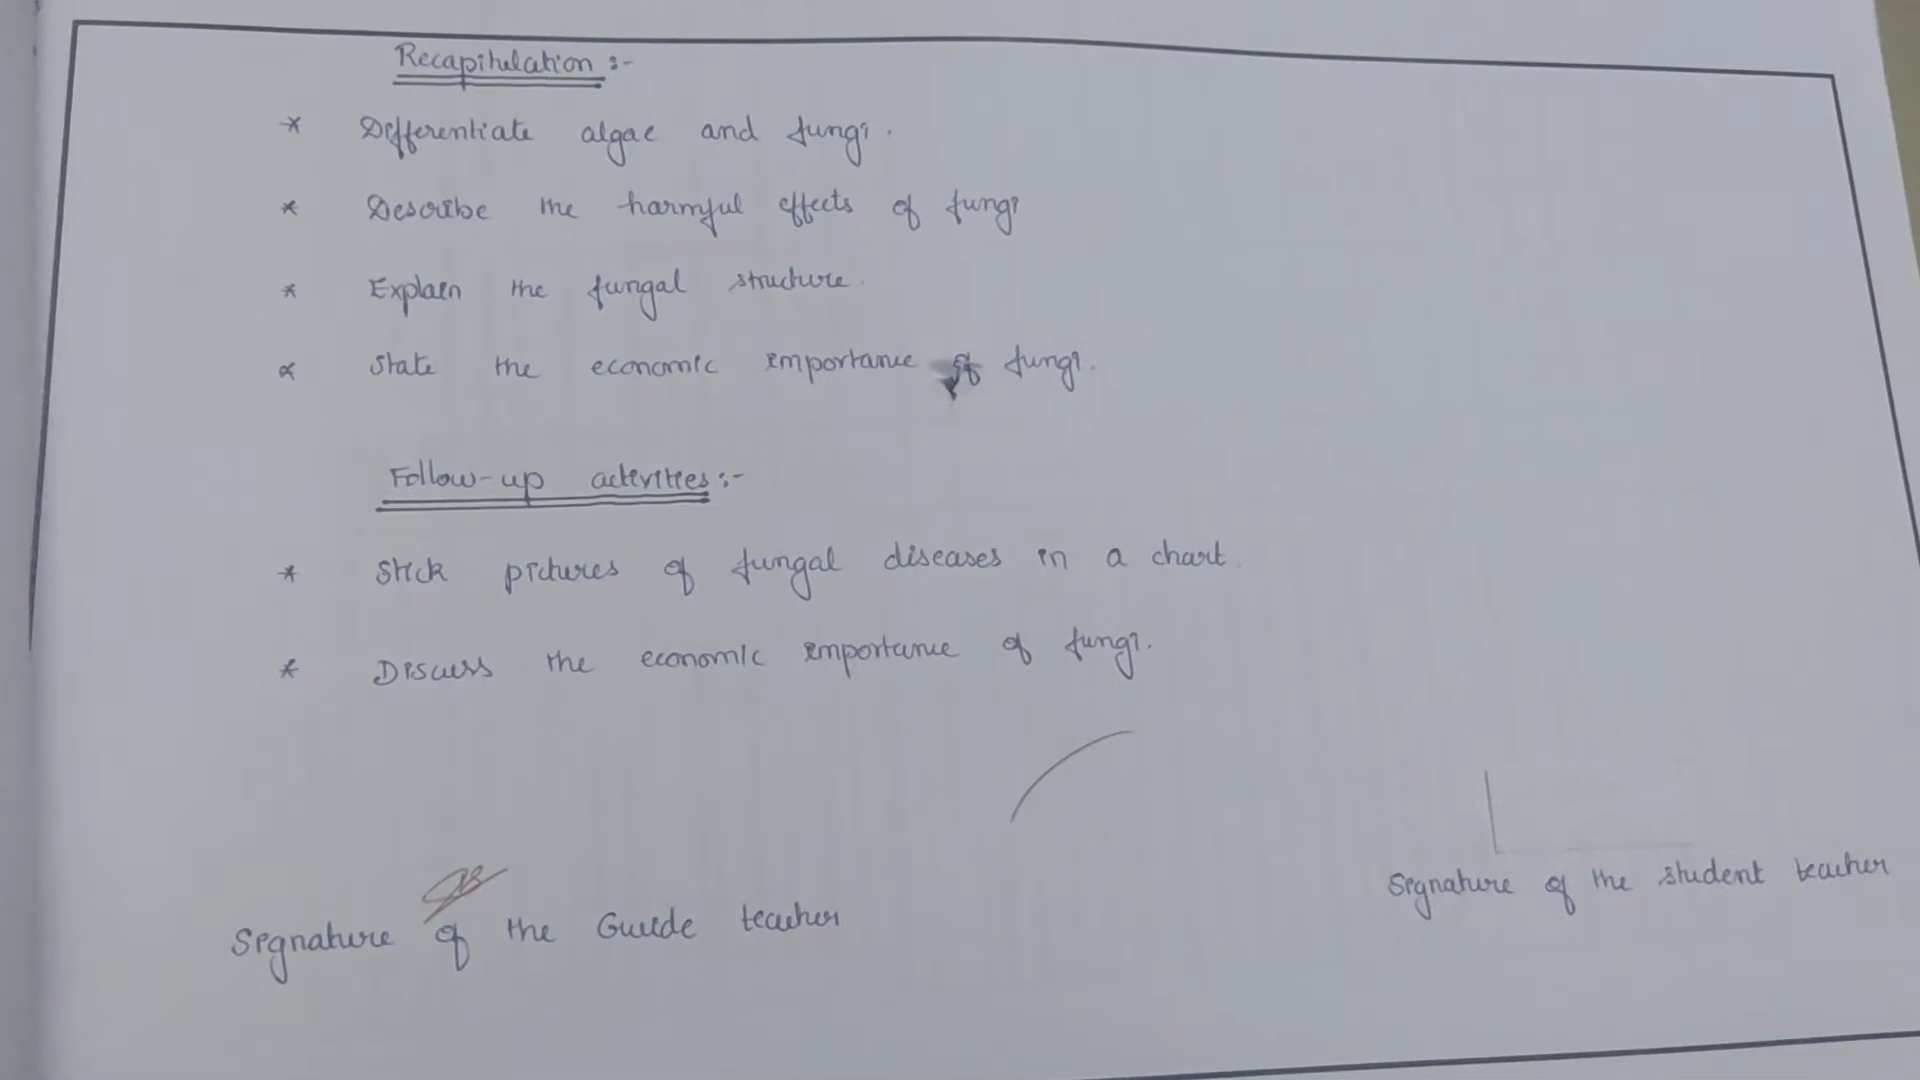 Recapitulation :-
* Differentiate algae and fungi.
* Describe the harmful effects of fungi
* Explain the fungal structure.
* State the economic importance of fungi.
Follow-up activities :-
* Stick pictures of fungal diseases in a chart.
* Discuss the economic importance of fungi.
Signature of the student teacher
Signature of the Guide teacher